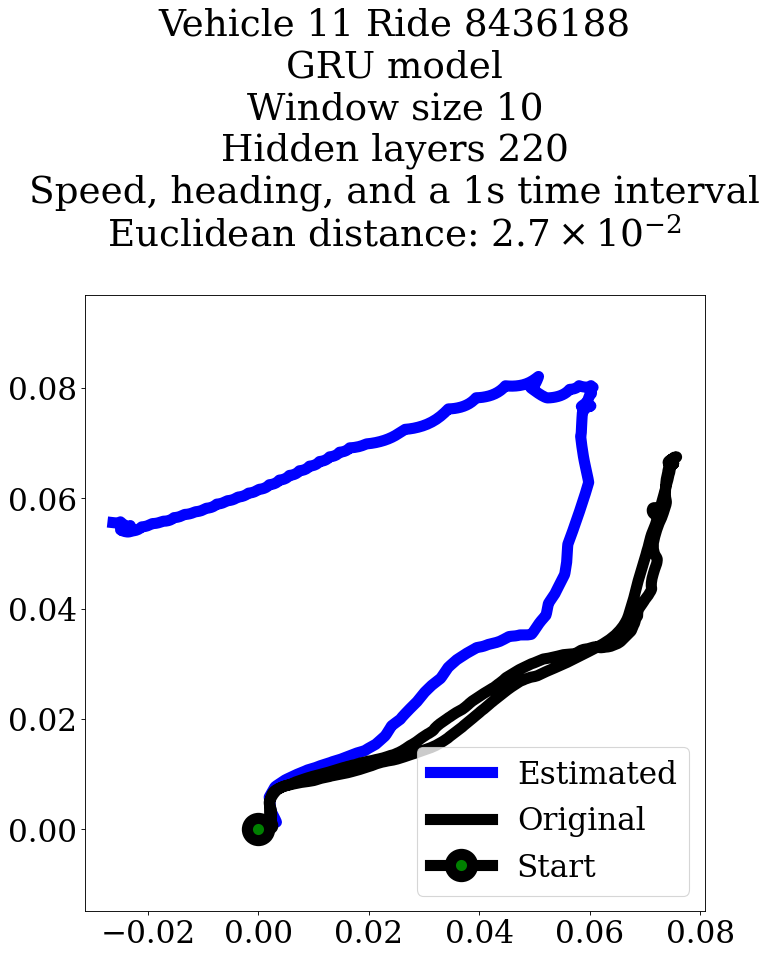 Vehicle 11 Ride 8436188
GRU model
Window size 10
Hidden layers 220
Speed, heading, and a 1s time interval
Euclidean distance: 2.7 × 10⁻²
0.08
0.06
0.04
0.02
0.00
−0.02 0.00 0.02 0.04 0.06 0.08
Estimated
Original
Start